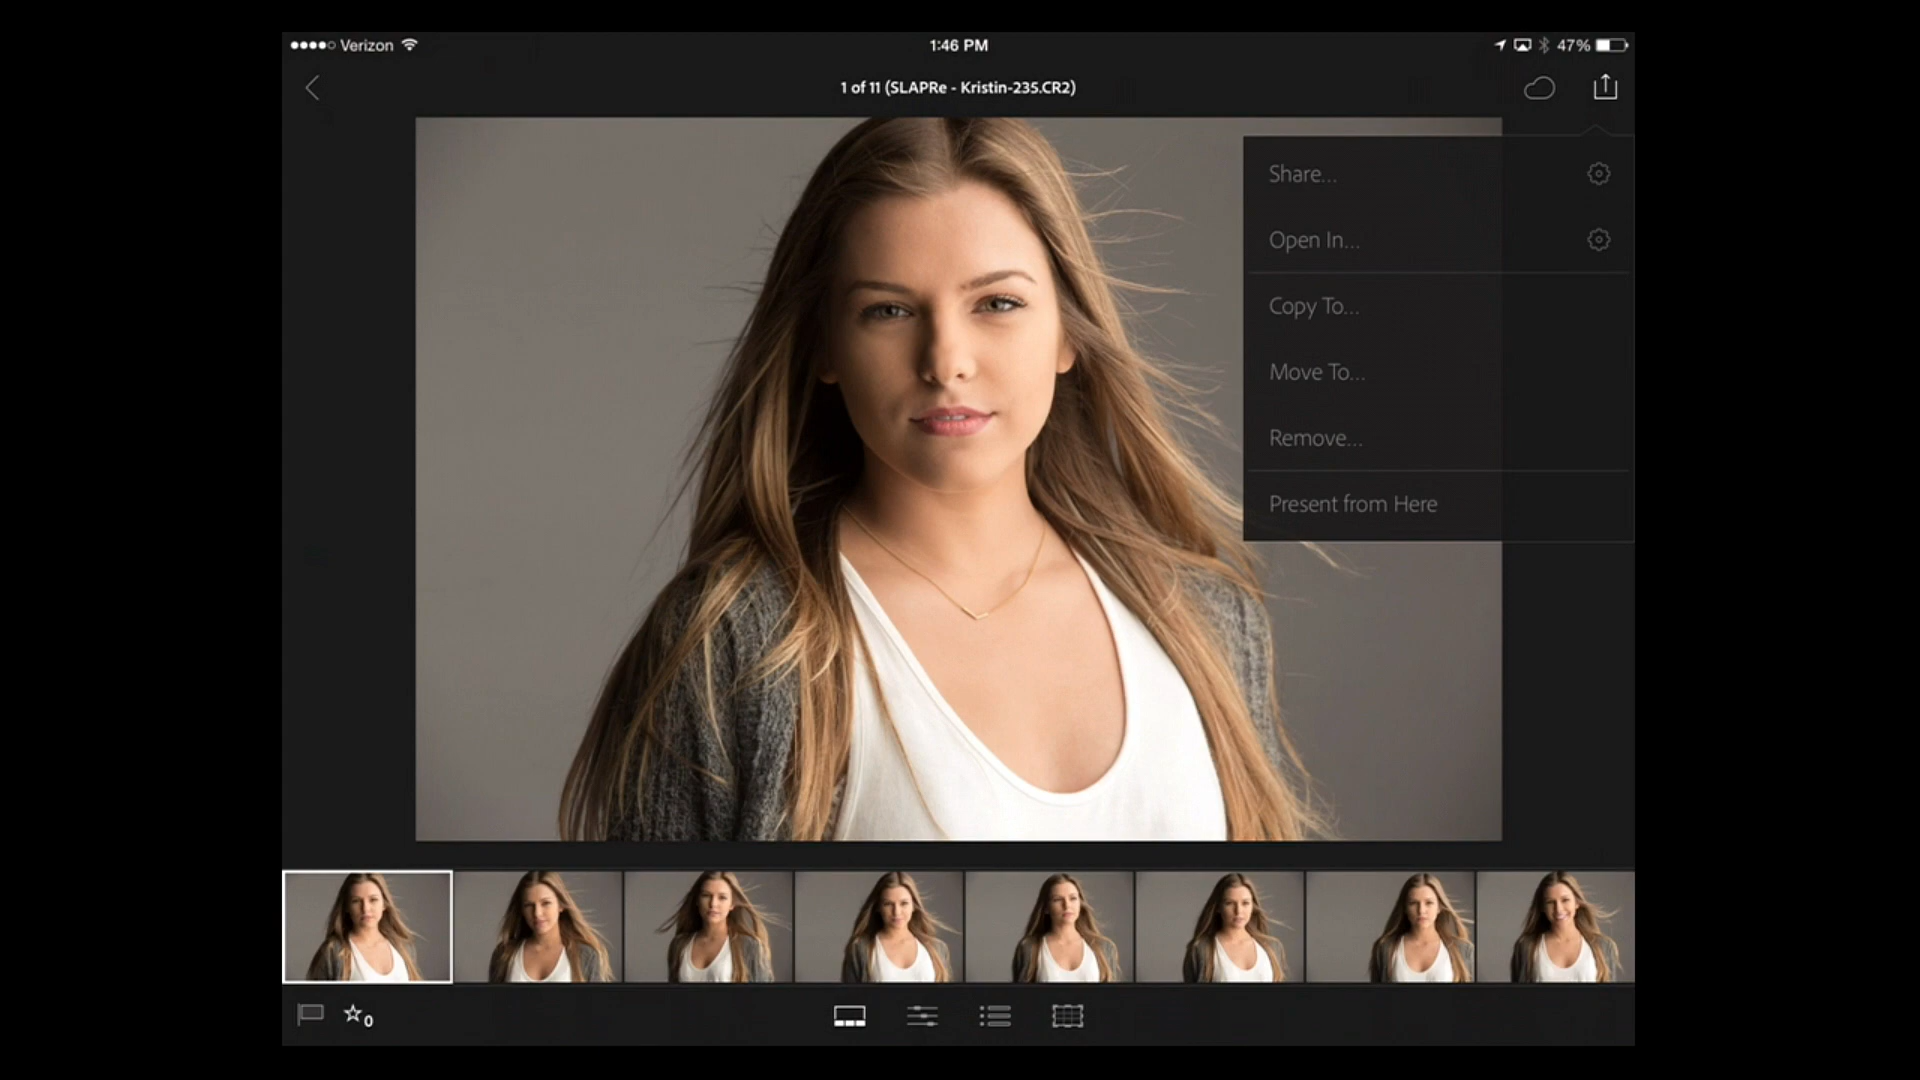 Verizon
1:46 PM
47%
1 of 11 (SLAPRe - Kristin-235.CR2)
Share...
Open In...
Copy To...
Move To...
Remove...
Present from Here
0